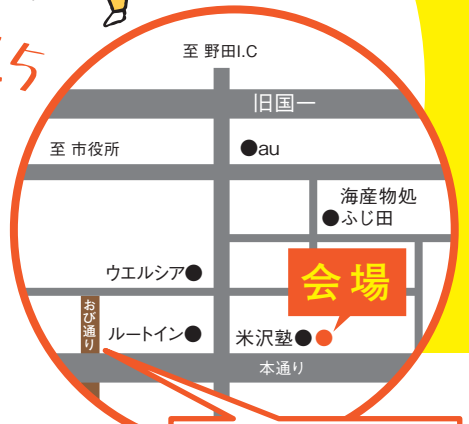 至 野田I.C
旧国一
至 市役所
au
海産物処
ふじ田
ウエルシア
会場
おび通り
ルートイン
米沢塾
本通り